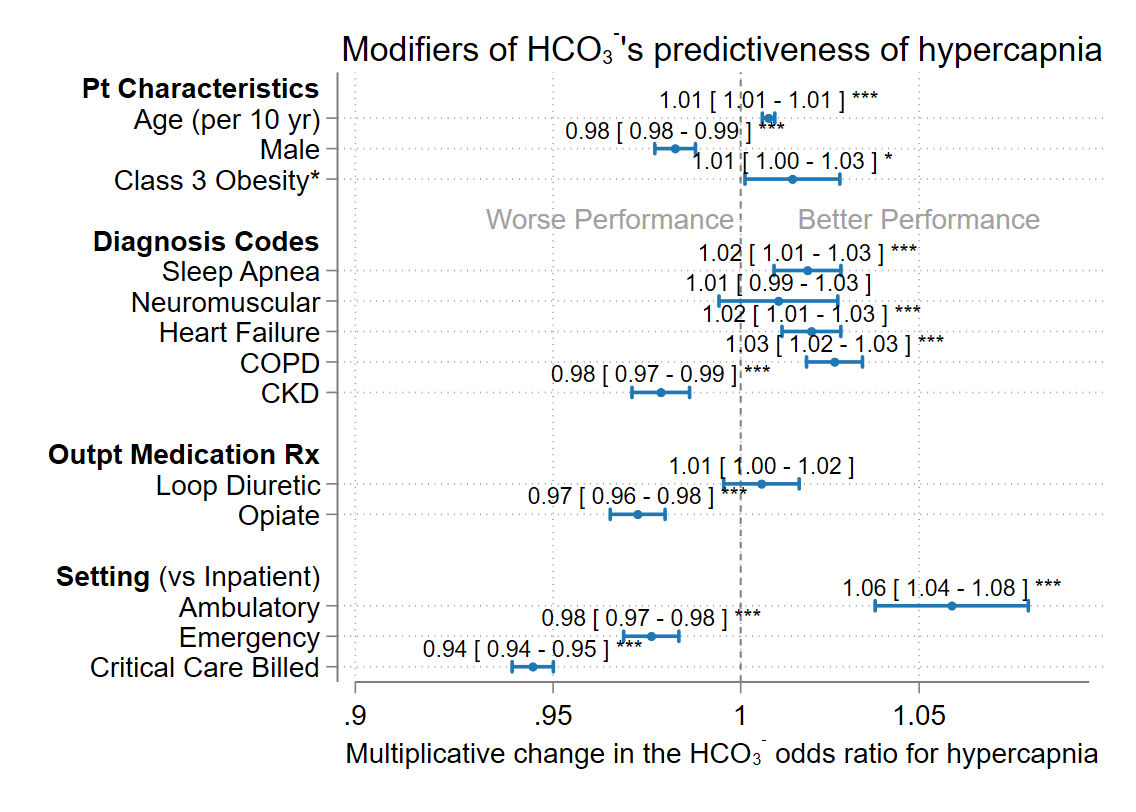 Modifiers of HCO₃⁻'s predictiveness of hypercapnia
Pt Characteristics
1.01 [ 1.01 - 1.01 ] ***
Age (per 10 yr)
0.98 [ 0.98 - 0.99 ] ***
Male
1.01 [ 1.00 - 1.03 ] *
Class 3 Obesity*
Worse Performance Better Performance
Diagnosis Codes
1.02 [ 1.01 - 1.03 ] ***
Sleep Apnea
1.01 [ 0.99 - 1.03 ]
Neuromuscular
1.02 [ 1.01 - 1.03 ] ***
Heart Failure
1.03 [ 1.02 - 1.03 ] ***
COPD
0.98 [ 0.97 - 0.99 ] ***
CKD
Outpt Medication Rx
1.01 [ 1.00 - 1.02 ]
Loop Diuretic
0.97 [ 0.96 - 0.98 ] ***
Opiate
Setting (vs Inpatient)
1.06 [ 1.04 - 1.08 ] ***
Ambulatory
0.98 [ 0.97 - 0.98 ] ***
Emergency
0.94 [ 0.94 - 0.95 ] ***
Critical Care Billed
.9 .95 1 1.05
Multiplicative change in the HCO₃⁻ odds ratio for hypercapnia